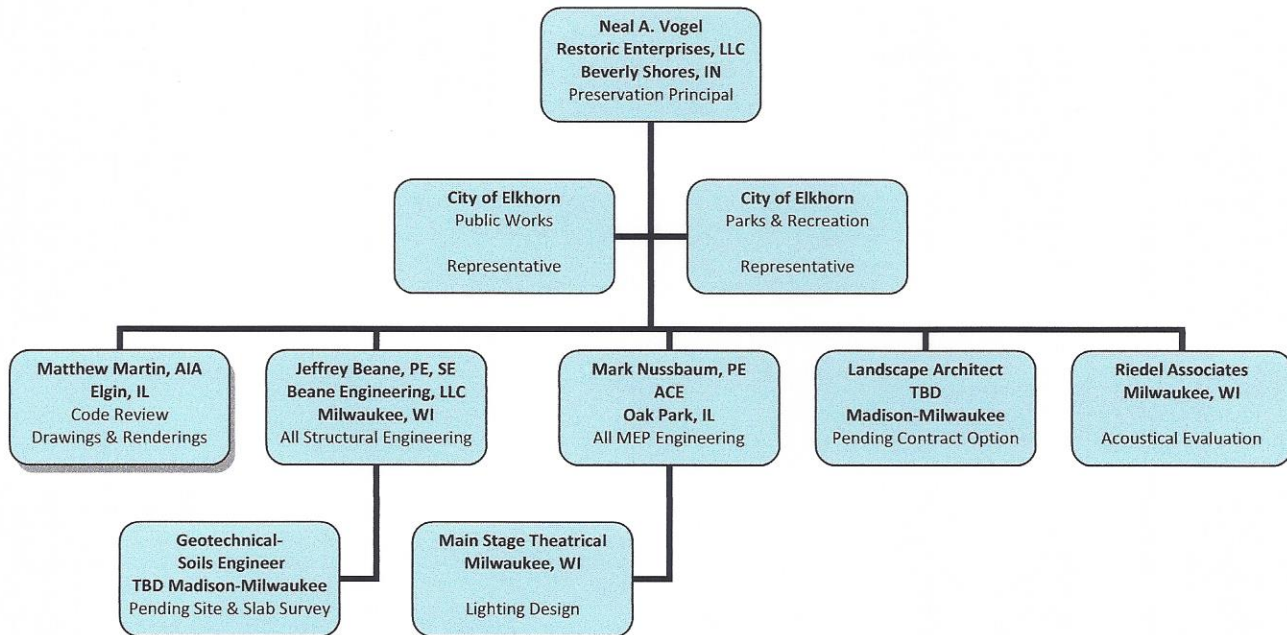 Neal A. Vogel
Restoric Enterprises, LLC
Beverly Shores, IN
Preservation Principal
City of Elkhorn
Public Works
Representative
City of Elkhorn
Parks & Recreation
Representative
Matthew Martin, AIA
Elgin, IL
Code Review
Drawings & Renderings
Jeffrey Beane, PE, SE
Beane Engineering, LLC
Milwaukee, WI
All Structural Engineering
Mark Nussbaum, PE
ACE
Oak Park, IL
All MEP Engineering
Landscape Architect
TBD
Madison-Milwaukee
Pending Contract Option
Riedel Associates
Milwaukee, WI
Acoustical Evaluation
Geotechnical-
Soils Engineer
TBD Madison-Milwaukee
Pending Site & Slab Survey
Main Stage Theatrical
Milwaukee, WI
Lighting Design